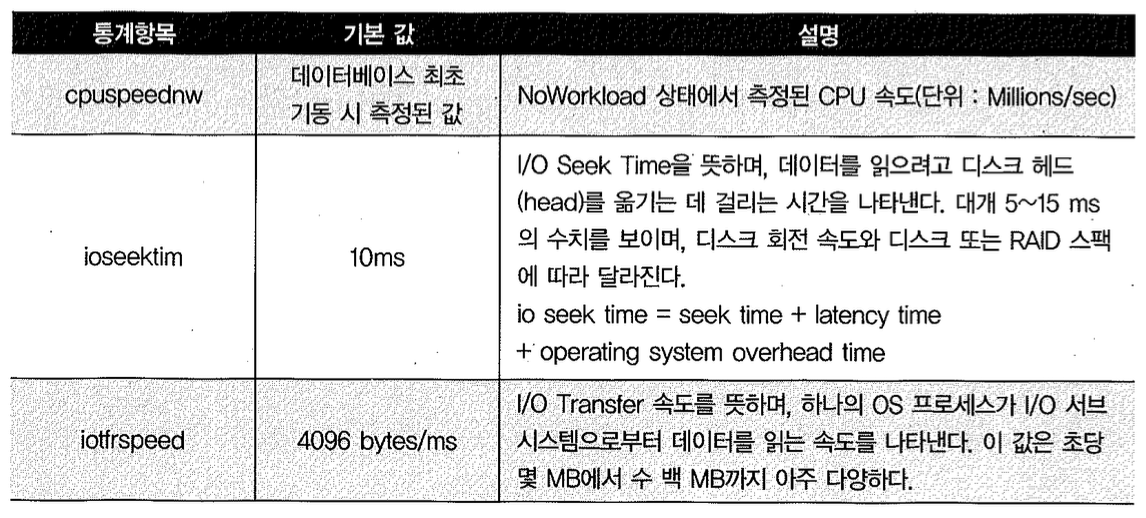 통계항목 기본 값 설명
cpuspeednw
데이터베이스 최초
기동 시 측정된 값
NoWorkload 상태에서 측정된 CPU 속도(단위 : Millions/sec)
ioseektim
10ms
I/O Seek Time을 뜻하며, 데이터를 읽으려고 디스크 헤드
(head)를 옮기는 데 걸리는 시간을 나타낸다. 대개 5~15 ms
의 수치를 보이며, 디스크 회전 속도와 디스크 또는 RAID 스팩
에 따라 달라진다.
io seek time = seek time + latency time
+ operating system overhead time
iotfrspeed
4096 bytes/ms
I/O Transfer 속도를 뜻하며, 하나의 OS 프로세스가 I/O 서브
시스템으로부터 데이터를 읽는 속도를 나타낸다. 이 값은 초당
몇 MB에서 수 백 MB까지 아주 다양하다.